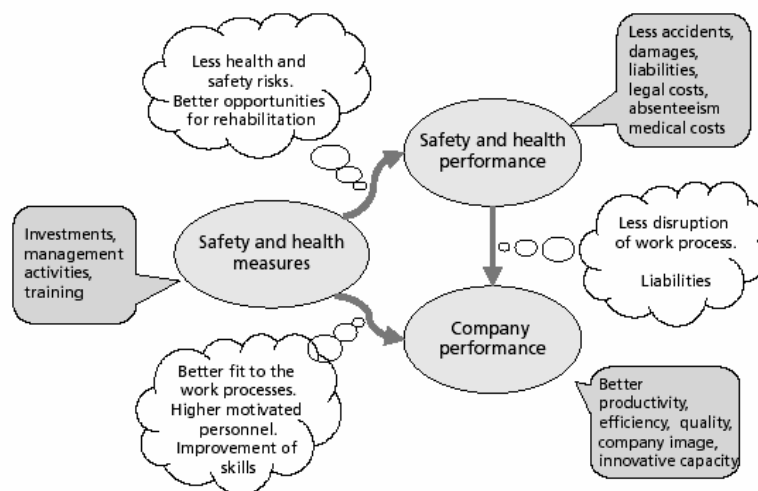 Less health and
safety risks.
Better opportunities
for rehabilitation
Less accidents,
damages,
liabilities,
legal costs,
absenteeism
medical costs
Safety and health
performance
Investments,
management
activities,
training
Safety and health
measures
Less disruption
of work process.
Liabilities
Company
performance
Better fit to the
work processes.
Higher motivated
personnel.
Improvement of
skills
Better
productivity,
efficiency, quality,
company image,
innovative capacity